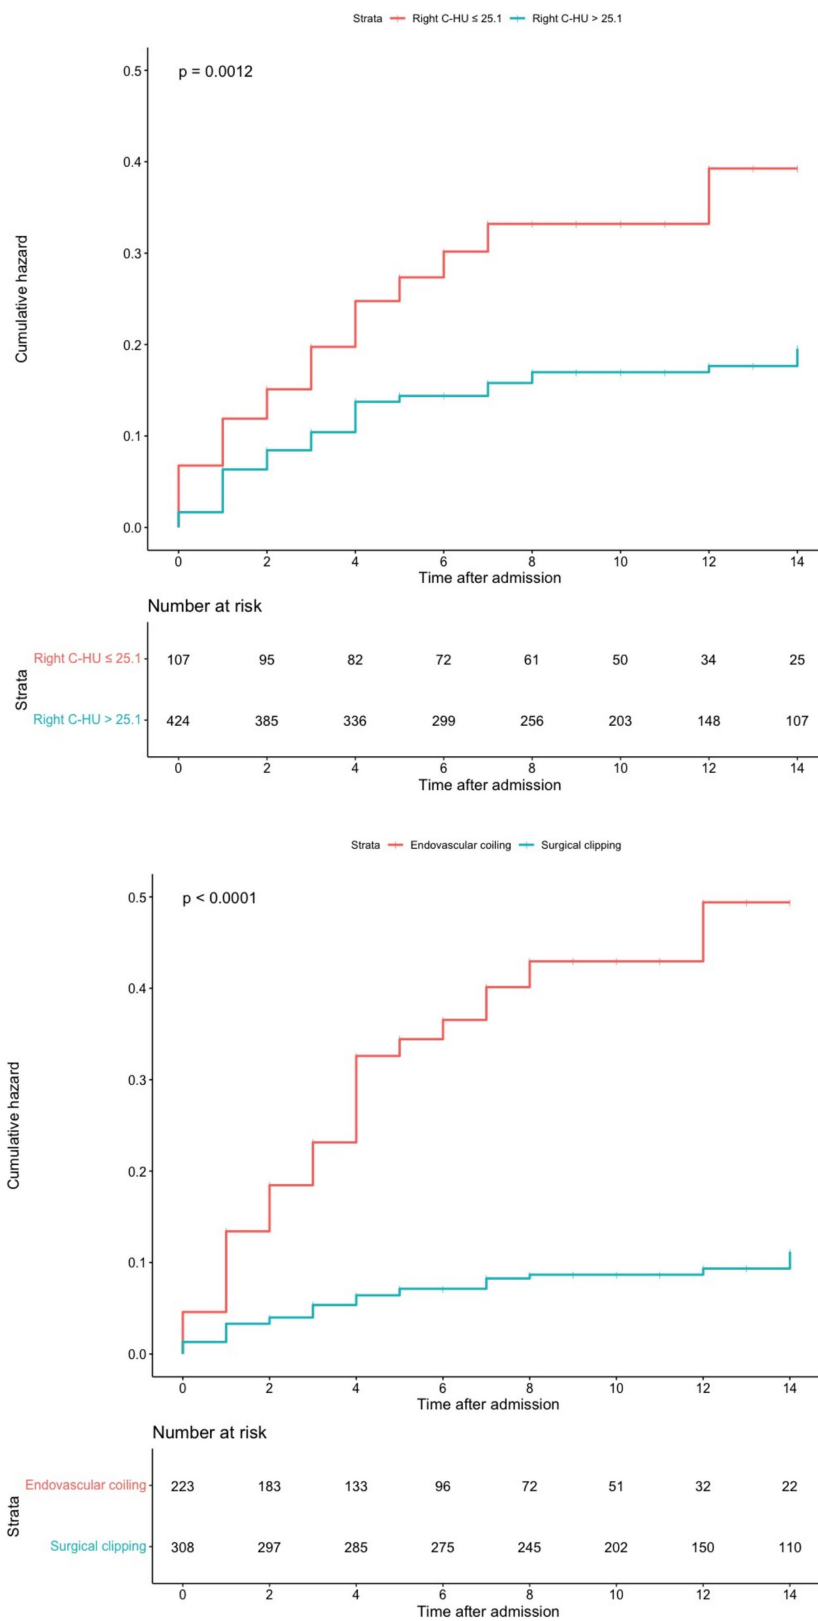 Strata Right C-HU ≤ 25.1 Right C-HU > 25.1
p = 0.0012
Cumulative hazard
0.5
0.4
0.3
0.2
0.1
0.0
0 2 4 6 8 10 12 14
Time after admission
Number at risk
Strata
Right C-HU ≤ 25.1 107 95 82 72 61 50 34 25
Right C-HU > 25.1 424 385 336 299 256 203 148 107
0 2 4 6 8 10 12 14
Time after admission
Strata Endovascular coiling Surgical clipping
p < 0.0001
Cumulative hazard
0.5
0.4
0.3
0.2
0.1
0.0
0 2 4 6 8 10 12 14
Time after admission
Number at risk
Strata
Endovascular coiling 223 183 133 96 72 51 32 22
Surgical clipping 308 297 285 275 245 202 150 110
0 2 4 6 8 10 12 14
Time after admission